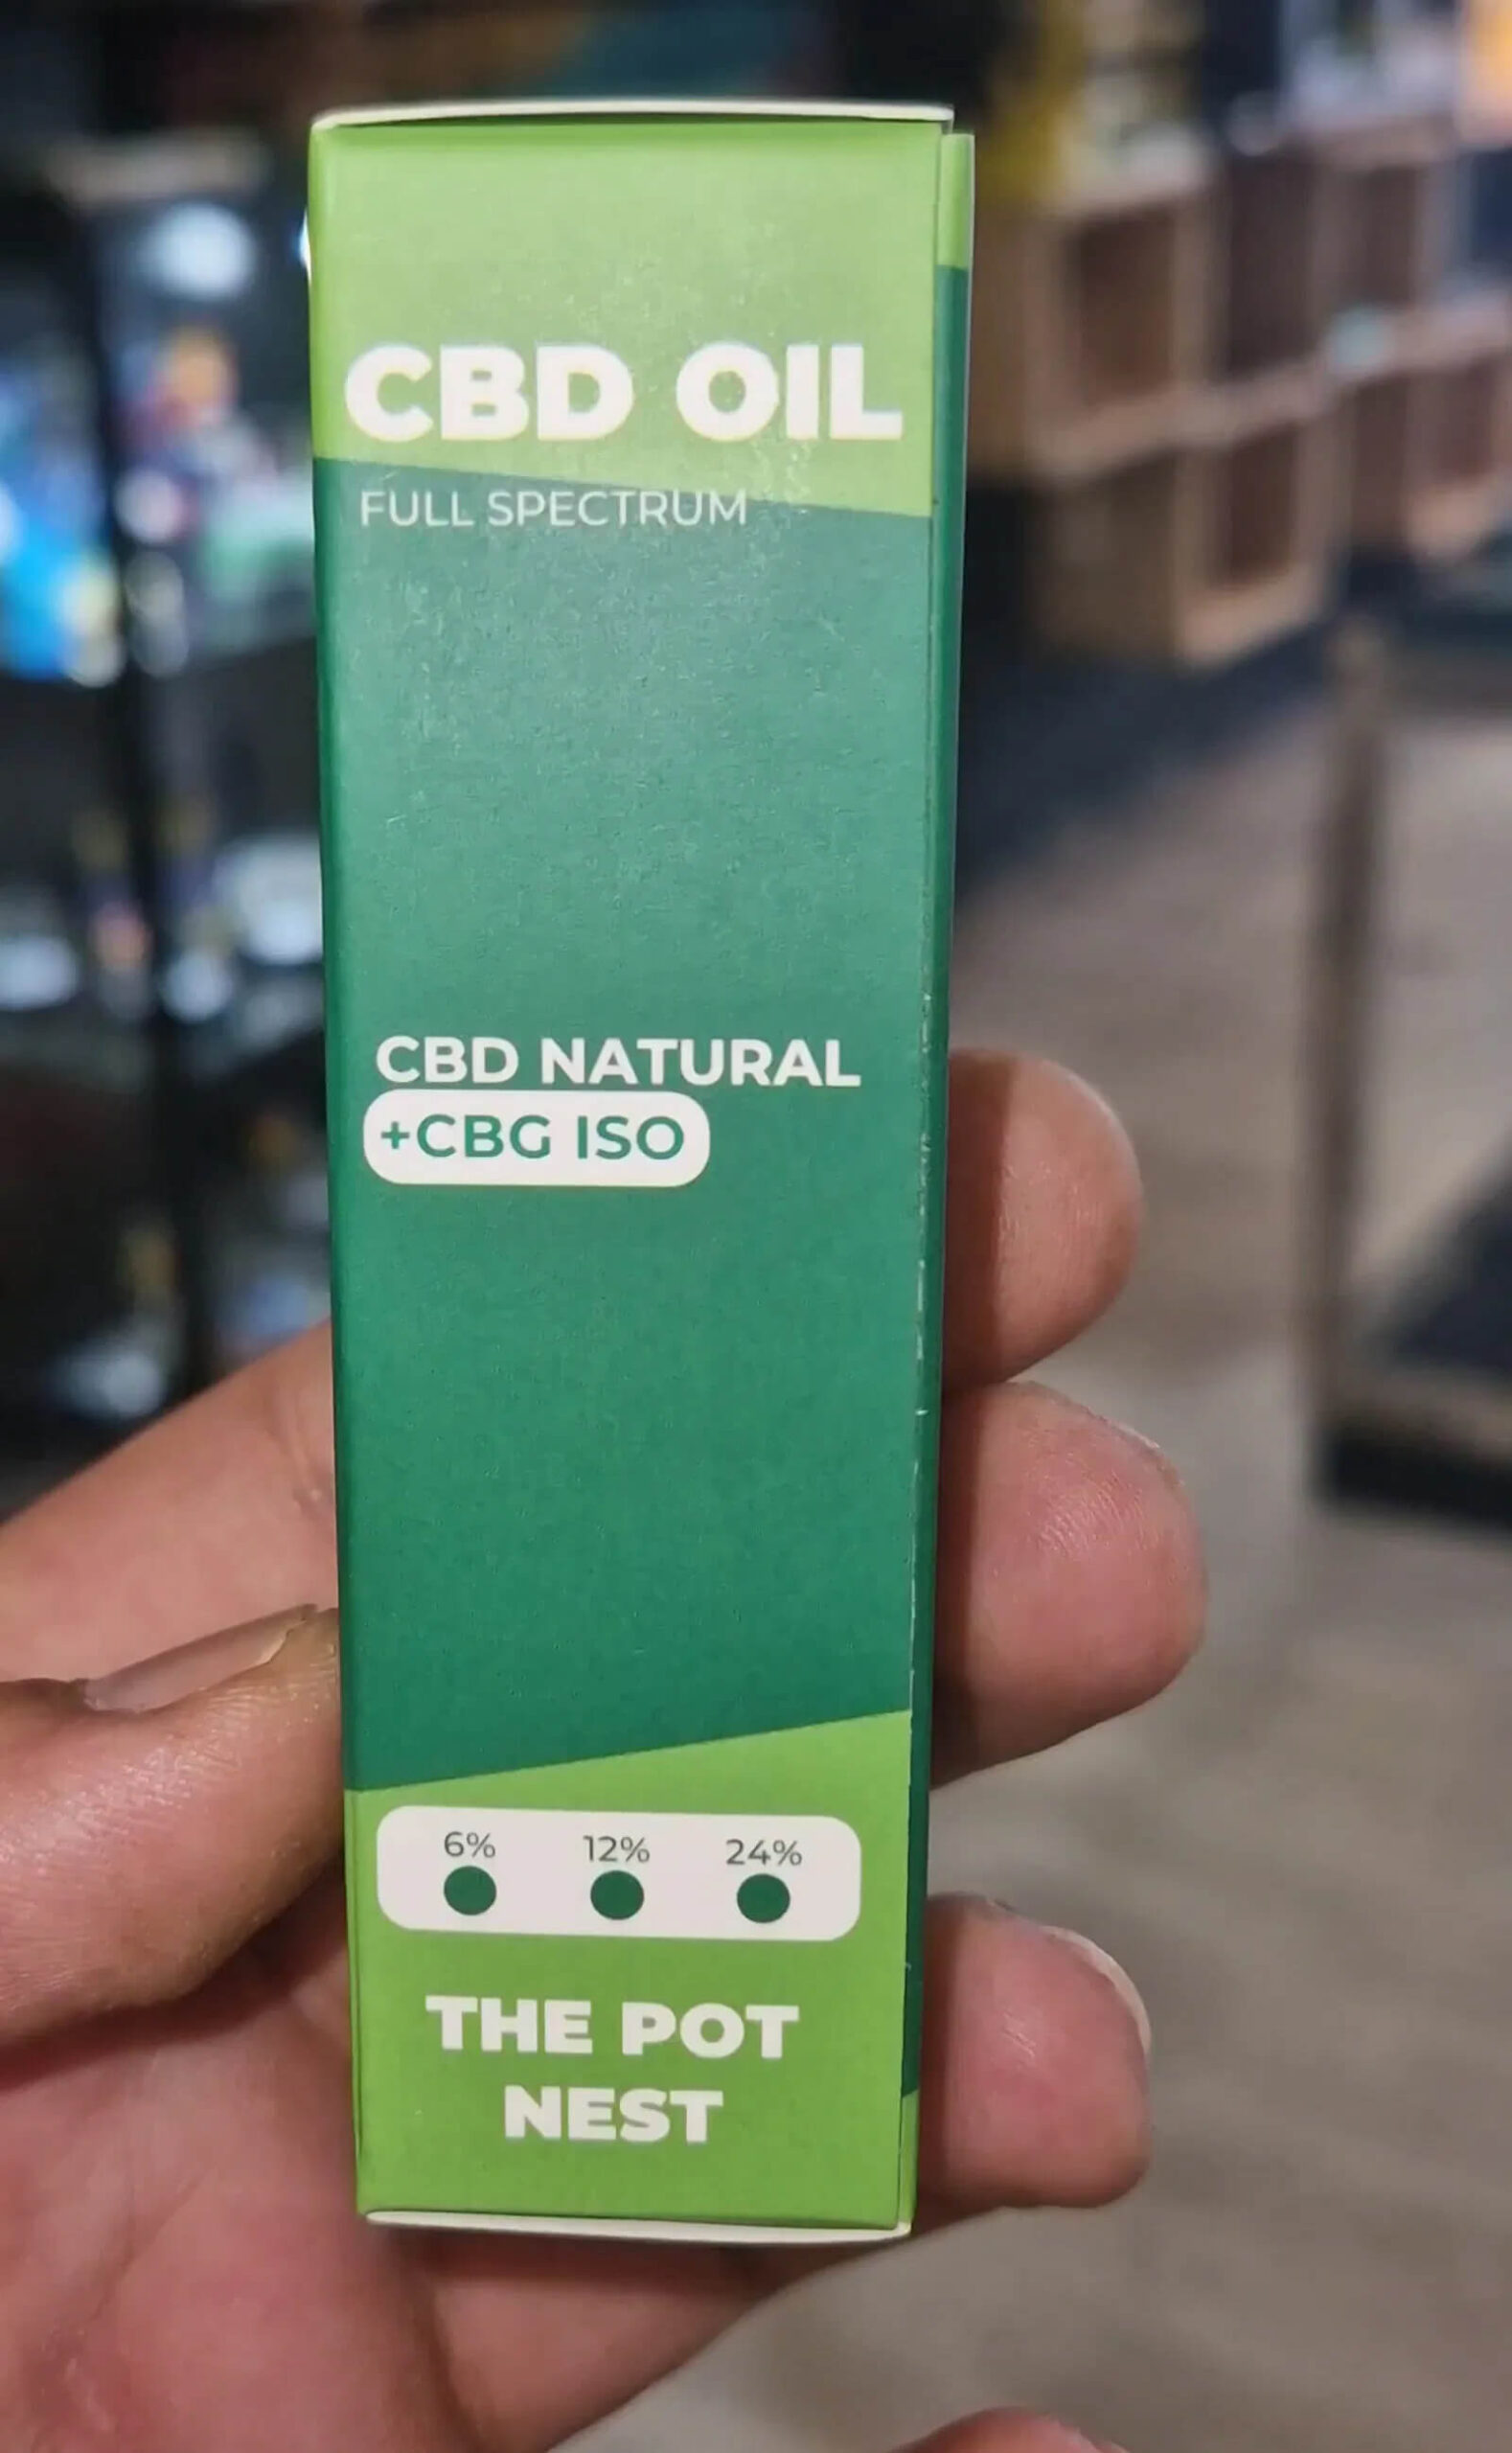 CBD OIL
FULL SPECTRUM
CBD NATURAL
+CBG ISO
6% 12% 24%
THE POT
NEST